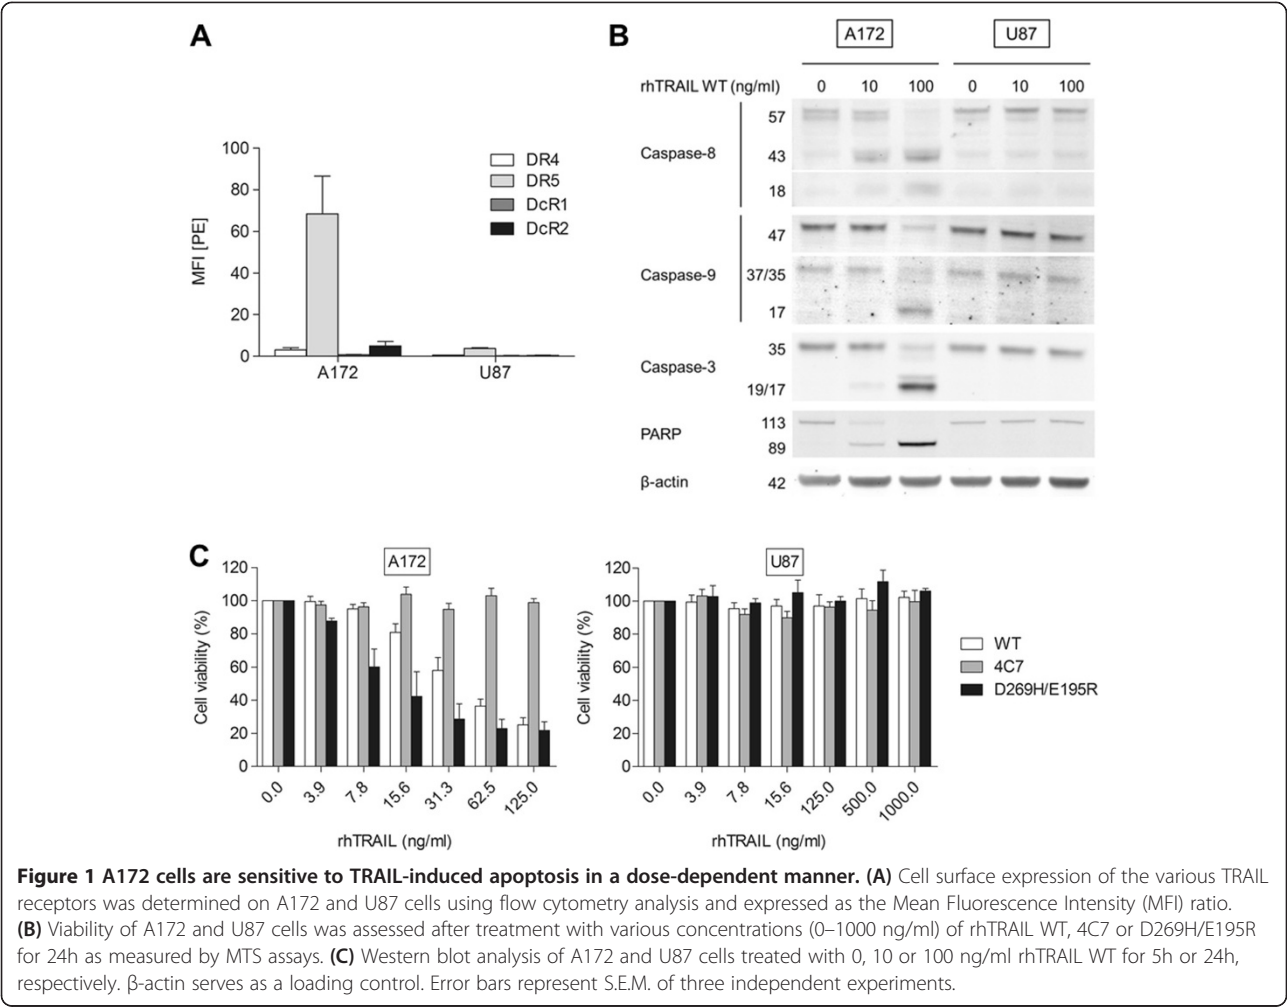 A
100
80
60
40
20
0
MFI [PE]
DR4
DR5
DcR1
DcR2
A172
U87
B
A172
U87
rhTRAIL WT (ng/ml)
0 10 100 0 10 100
Caspase-8
57
43
18
Caspase-9
47
37/35
17
Caspase-3
35
19/17
PARP
113
89
β-actin
42
C
A172
120
100
80
60
40
20
0
Cell viability (%)
0.0 3.9 7.8 15.6 31.3 62.5 125.0
rhTRAIL (ng/ml)
U87
120
100
80
60
40
20
0
Cell viability (%)
0.0 3.9 7.8 15.6 125.0 500.0 1000.0
rhTRAIL (ng/ml)
WT
4C7
D269H/E195R
Figure 1 A172 cells are sensitive to TRAIL-induced apoptosis in a dose-dependent manner. (A) Cell surface expression of the various TRAIL
receptors was determined on A172 and U87 cells using flow cytometry analysis and expressed as the Mean Fluorescence Intensity (MFI) ratio.
(B) Viability of A172 and U87 cells was assessed after treatment with various concentrations (0–1000 ng/ml) of rhTRAIL WT, 4C7 or D269H/E195R
for 24h as measured by MTS assays. (C) Western blot analysis of A172 and U87 cells treated with 0, 10 or 100 ng/ml rhTRAIL WT for 5h or 24h,
respectively. β-actin serves as a loading control. Error bars represent S.E.M. of three independent experiments.